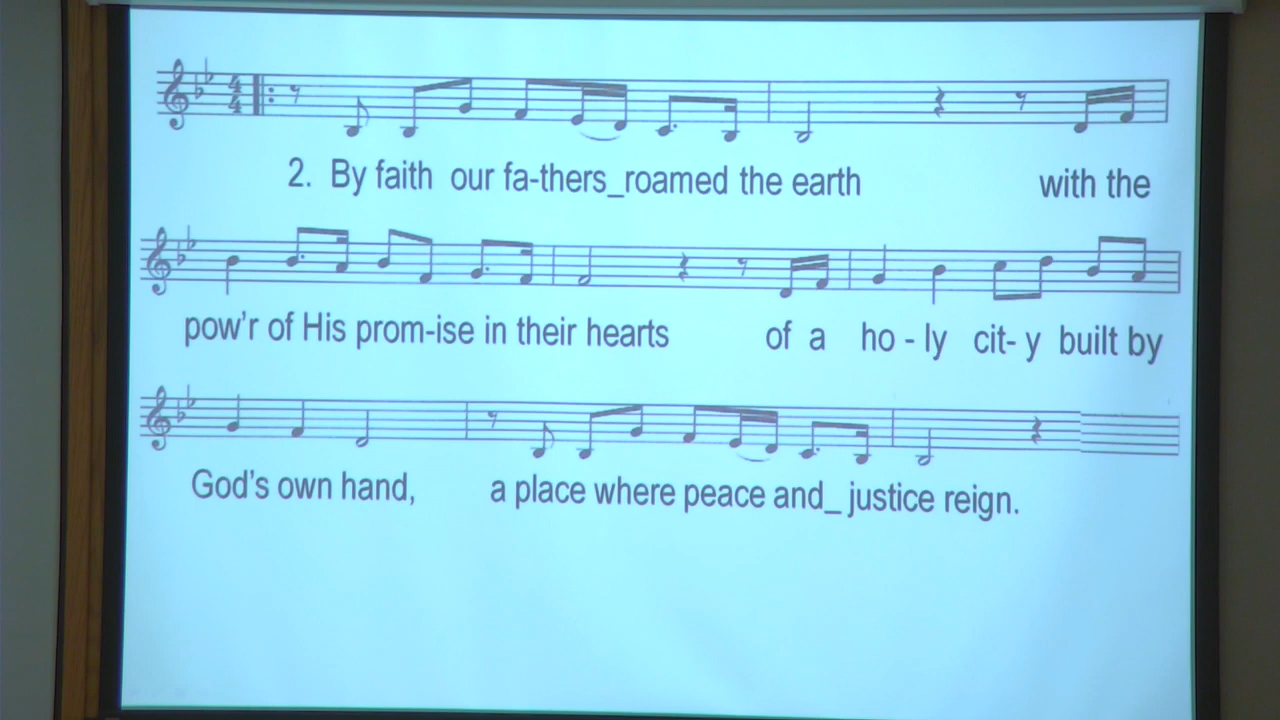 2. By faith our fa-thers_roamed the earth with the
pow'r of His prom-ise in their hearts of a ho - ly cit- y built by
God's own hand, a place where peace and_ justice reign.